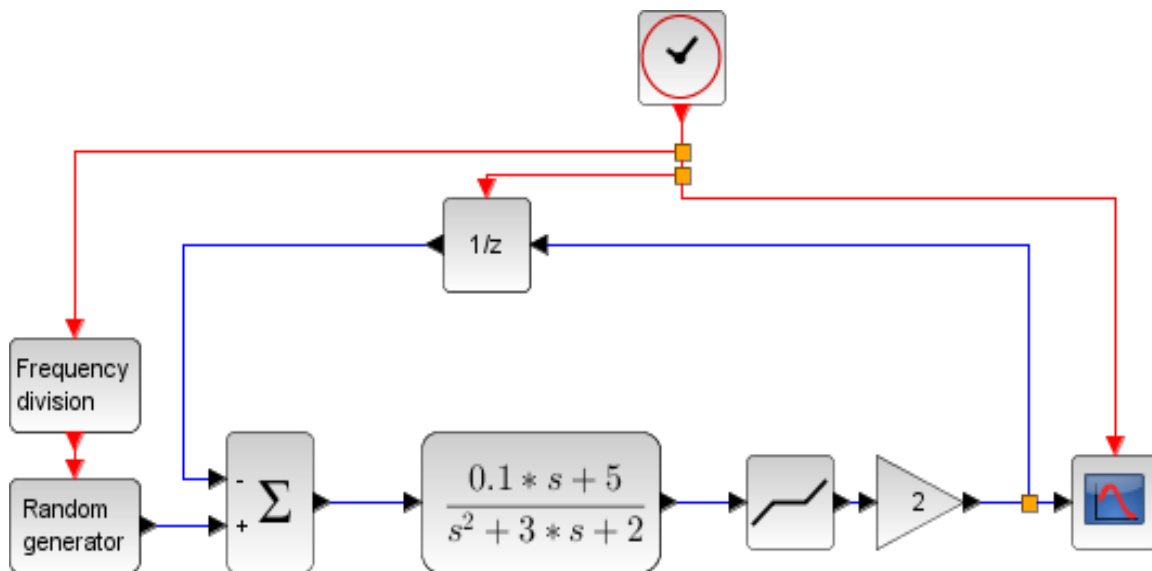 1/z
Frequency
division
Random
generator
-
+
Σ
0.1 * s + 5
s² + 3 * s + 2
2